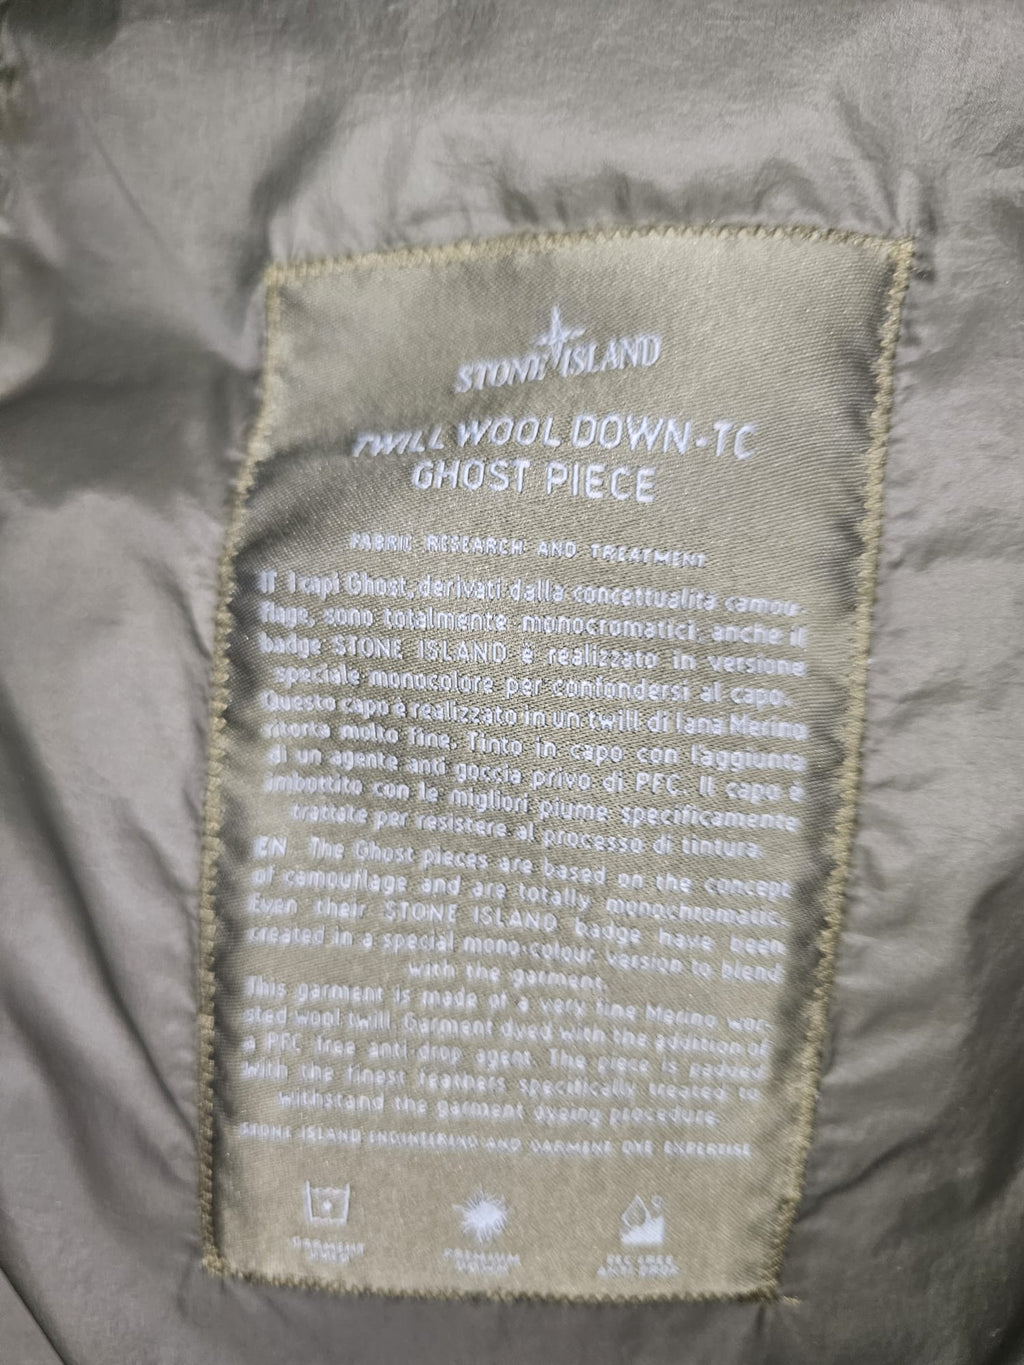 STONE ISLAND
TWILL WOOL DOWN-TC
GHOST PIECE
FABRIC RESEARCH AND TREATMENT
IT I capi Ghost, derivati dalla concettualità camou-
flage, sono totalmente monocromatici, anche il
badge STONE ISLAND è realizzato in versione
speciale monocolore per confondersi al capo.
Questo capo è realizzato in un twill di lana Merino
ritorta molto fine. Tinto in capo con l'aggiunta
di un agente anti goccia privo di PFC. Il capo è
imbottito con le migliori piume specificamente
trattate per resistere al processo di tintura.
EN The Ghost pieces are based on the concept
of camouflage and are totally monochromatic.
Even their STONE ISLAND badge have been
created in a special mono-colour version to blend
with the garment.
This garment is made of a very fine Merino wor-
sted wool twill. Garment dyed with the addition of
a PFC free anti drop agent. The piece is padded
with the finest feathers specifically treated to
withstand the garment dyeing procedure.
STONE ISLAND ENGINEERING AND GARMENT DYE EXPERTISE
GARMENT
DYED
PREMIUM
DOWN
PFC FREE
ANTI DROP